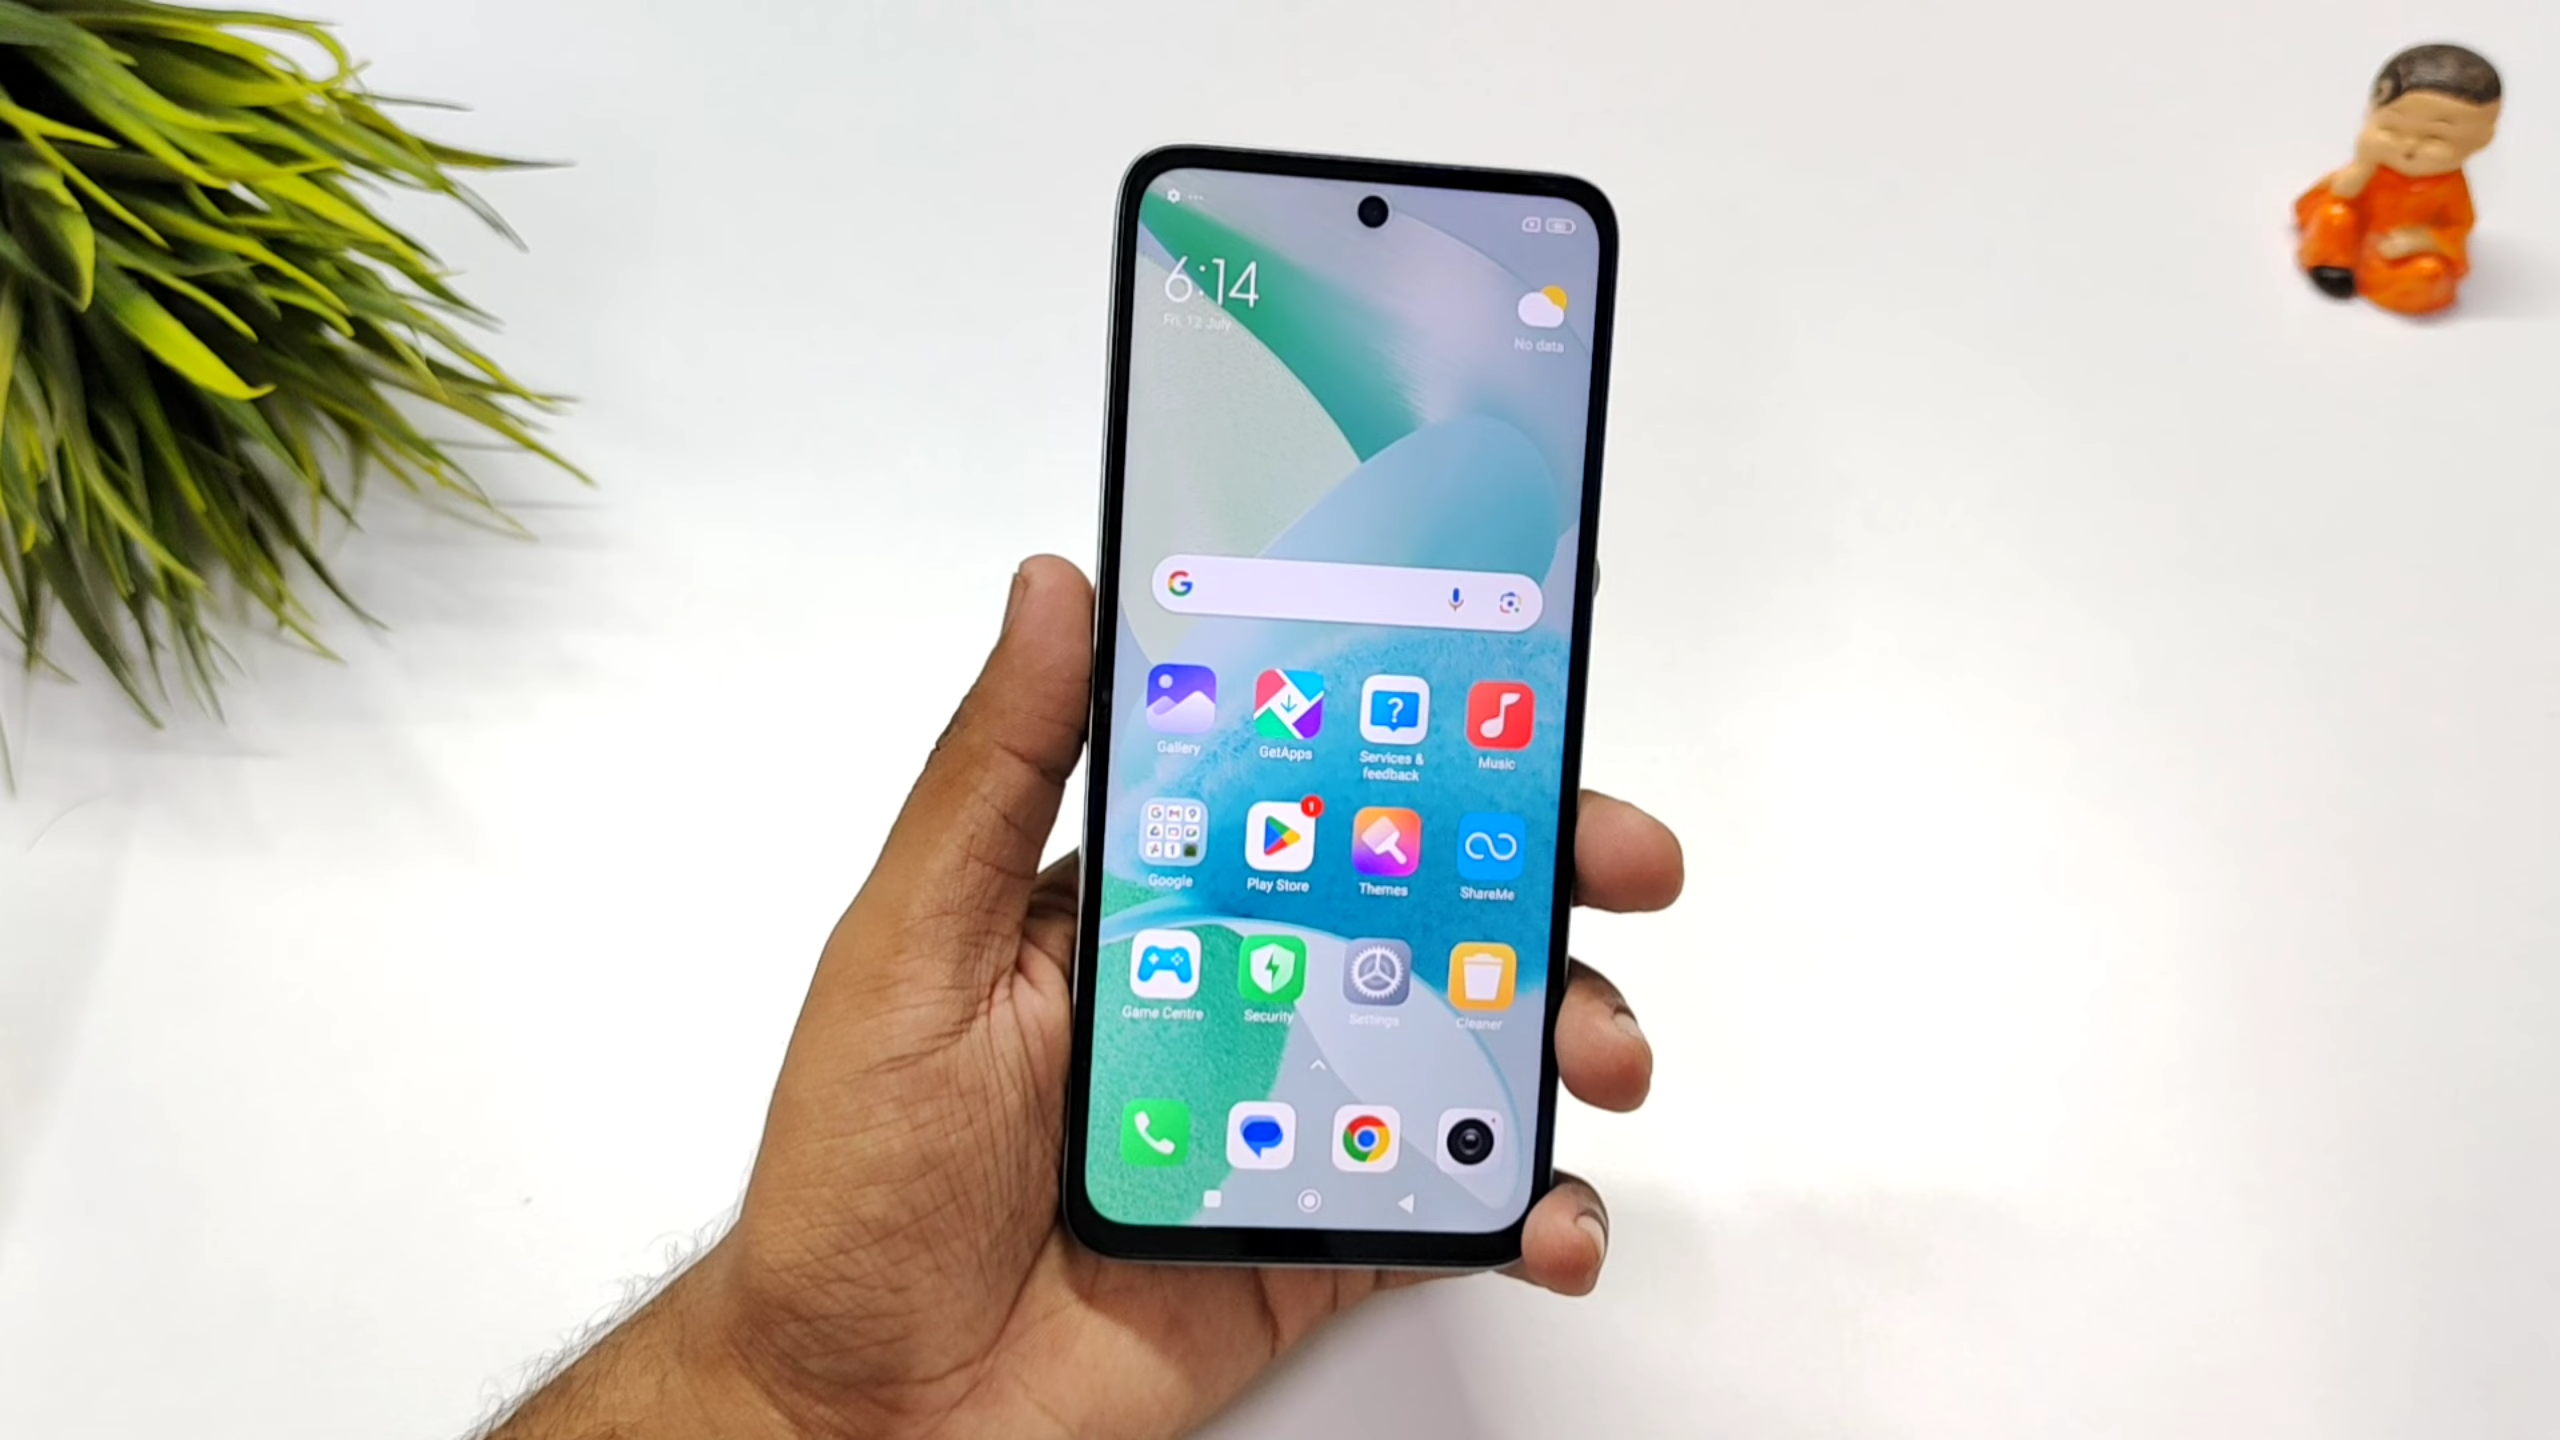 6:14
Fri, 12 July
No data
Gallery
GetApps
Services &
feedback
Music
Google
Play Store
Themes
ShareMe
Game Centre
Security
Settings
Cleaner